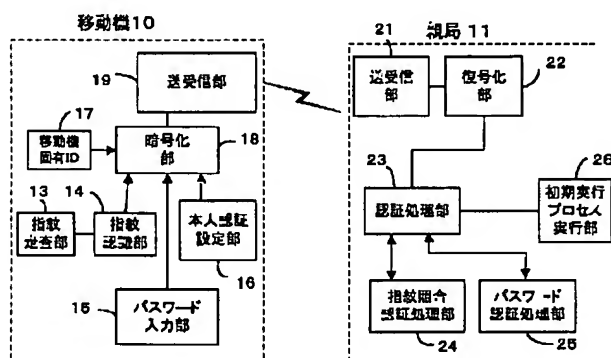 移動機10
19
送受信部
17
移動機
固有ID
暗号化
部
18
13
14
指紋
走査部
指紋
認識部
本人認証
設定部
16
15
パスワード
入力部
親局11
21
送受信
部
復号化
部
22
23
認証処理部
26
初期実行
プロセス
実行部
指紋照合
認証処理部
24
パスワード
認証処理部
25